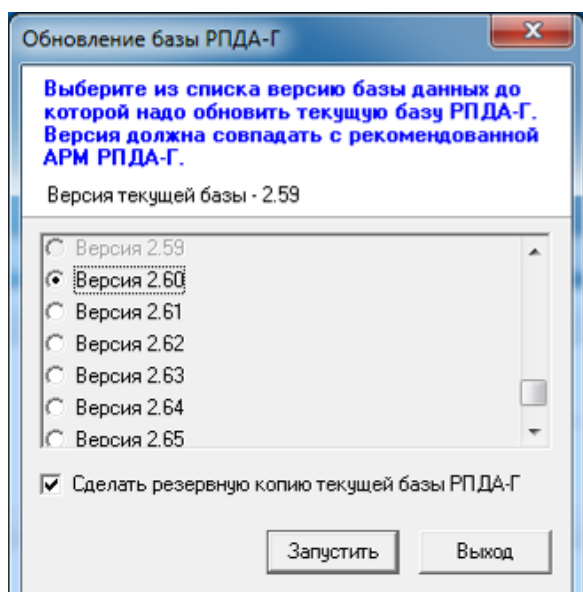 Обновление базы РПДА-Г
Выберите из списка версию базы данных до
которой надо обновить текущую базу РПДА-Г.
Версия должна совпадать с рекомендованной
АРМ РПДА-Г.
Версия текущей базы - 2.59
Версия 2.59
Версия 2.60
Версия 2.61
Версия 2.62
Версия 2.63
Версия 2.64
Версия 2.65
Сделать резервную копию текущей базы РПДА-Г
Запустить Выход